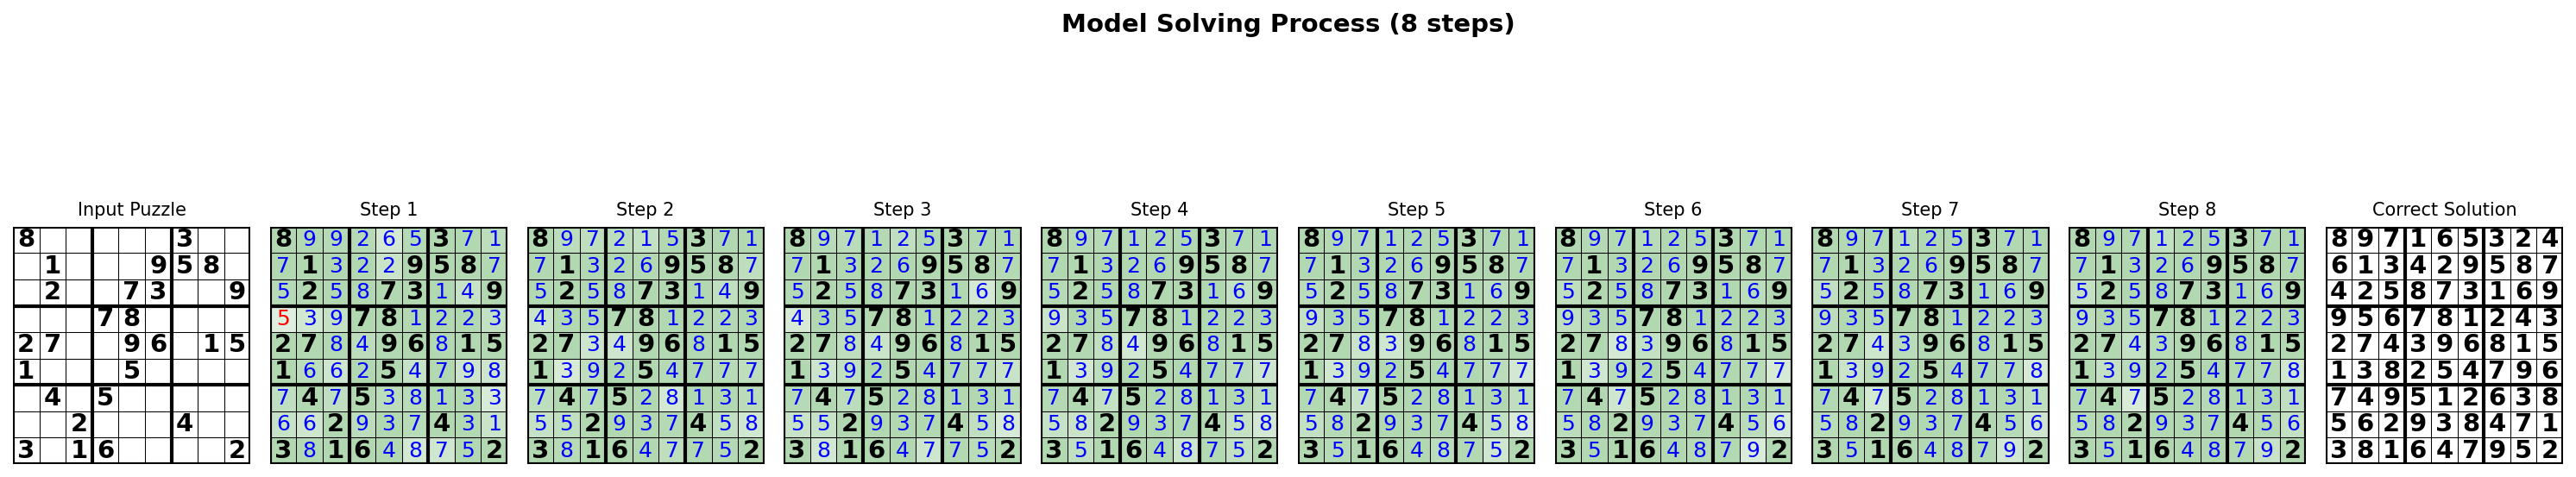 Model Solving Process (8 steps)
Input Puzzle Step 1 Step 2 Step 3 Step 4 Step 5 Step 6 Step 7 Step 8 Correct Solution
8 3 8 9 9 2 6 5 3 7 1 8 9 7 2 1 5 3 7 1 8 9 7 1 2 5 3 7 1 8 9 7 1 2 5 3 7 1 8 9 7 1 2 5 3 7 1 8 9 7 1 2 5 3 7 1 8 9 7 1 2 5 3 7 1 8 9 7 1 2 5 3 7 1 8 9 7 1 6 5 3 2 4
1 9 5 8 7 1 3 2 2 9 5 8 7 7 1 3 2 6 9 5 8 7 7 1 3 2 6 9 5 8 7 7 1 3 2 6 9 5 8 7 7 1 3 2 6 9 5 8 7 7 1 3 2 6 9 5 8 7 7 1 3 2 6 9 5 8 7 7 1 3 2 6 9 5 8 7 6 1 3 4 2 9 5 8 7
2 7 3 9 5 2 5 8 7 3 1 4 9 5 2 5 8 7 3 1 4 9 5 2 5 8 7 3 1 6 9 5 2 5 8 7 3 1 6 9 5 2 5 8 7 3 1 6 9 5 2 5 8 7 3 1 6 9 5 2 5 8 7 3 1 6 9 5 2 5 8 7 3 1 6 9 4 2 5 8 7 3 1 6 9
7 8 5 3 9 7 8 1 2 2 3 4 3 5 7 8 1 2 2 3 4 3 5 7 8 1 2 2 3 9 3 5 7 8 1 2 2 3 9 3 5 7 8 1 2 2 3 9 3 5 7 8 1 2 2 3 9 3 5 7 8 1 2 2 3 9 3 5 7 8 1 2 2 3 9 5 6 7 8 1 2 4 3
2 7 9 6 1 5 2 7 8 4 9 6 8 1 5 2 7 3 4 9 6 8 1 5 2 7 8 4 9 6 8 1 5 2 7 8 4 9 6 8 1 5 2 7 8 3 9 6 8 1 5 2 7 8 3 9 6 8 1 5 2 7 4 3 9 6 8 1 5 2 7 4 3 9 6 8 1 5 2 7 4 3 9 6 8 1 5
1 5 1 6 6 2 5 4 7 9 8 1 3 9 2 5 4 7 7 7 1 3 9 2 5 4 7 7 7 1 3 9 2 5 4 7 7 7 1 3 9 2 5 4 7 7 7 1 3 9 2 5 4 7 7 7 1 3 9 2 5 4 7 7 8 1 3 9 2 5 4 7 7 8 1 3 8 2 5 4 7 9 6
4 5 7 4 7 5 3 8 1 3 3 7 4 7 5 2 8 1 3 1 7 4 7 5 2 8 1 3 1 7 4 7 5 2 8 1 3 1 7 4 7 5 2 8 1 3 1 7 4 7 5 2 8 1 3 1 7 4 7 5 2 8 1 3 1 7 4 7 5 2 8 1 3 1 7 4 9 5 1 2 6 3 8
2 4 6 6 2 9 3 7 4 3 1 5 5 2 9 3 7 4 5 8 5 5 2 9 3 7 4 5 8 5 8 2 9 3 7 4 5 8 5 8 2 9 3 7 4 5 8 5 8 2 9 3 7 4 5 6 5 8 2 9 3 7 4 5 6 5 8 2 9 3 7 4 5 6 5 6 2 9 3 8 4 7 1
3 1 6 2 3 8 1 6 4 8 7 5 2 3 8 1 6 4 7 7 5 2 3 8 1 6 4 7 7 5 2 3 5 1 6 4 8 7 5 2 3 5 1 6 4 8 7 5 2 3 5 1 6 4 8 7 9 2 3 5 1 6 4 8 7 9 2 3 5 1 6 4 8 7 9 2 3 8 1 6 4 7 9 5 2